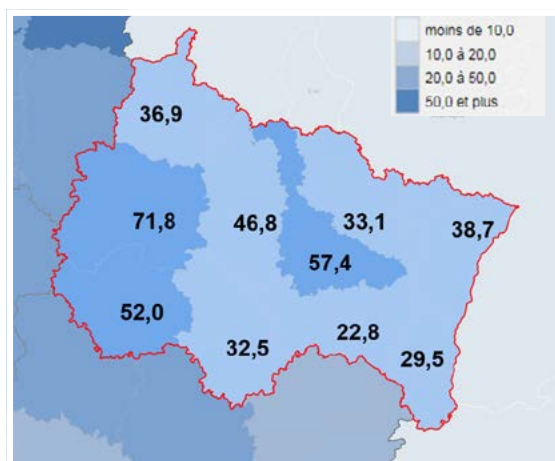 moins de 10,0
10,0 à 20,0
20,0 à 50,0
50,0 et plus
36,9
71,8
46,8
33,1
38,7
57,4
52,0
32,5
22,8
29,5